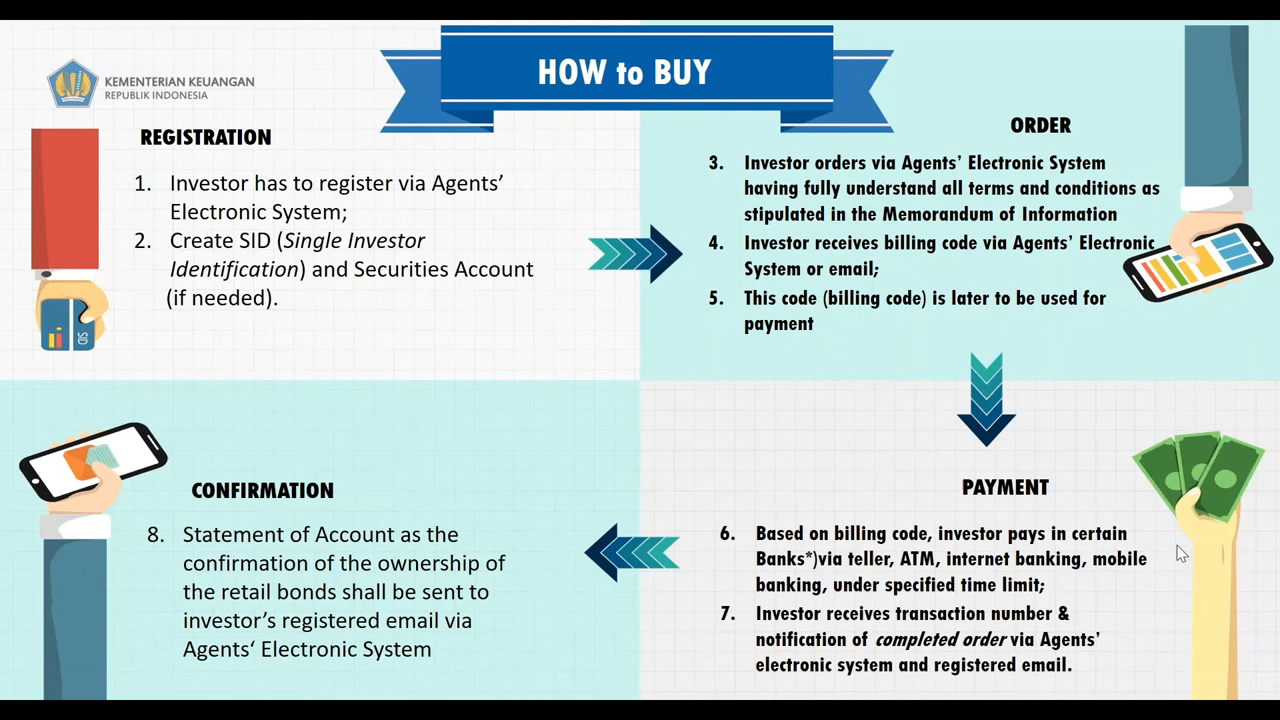 HOW to BUY
KEMENTERIAN KEUANGAN
REPUBLIK INDONESIA
REGISTRATION
1. Investor has to register via Agents’
Electronic System;
2. Create SID (Single Investor
Identification) and Securities Account
(if needed).
SID
ORDER
3. Investor orders via Agents’ Electronic System
having fully understand all terms and conditions as
stipulated in the Memorandum of Information
4. Investor receives billing code via Agents’ Electronic
System or email;
5. This code (billing code) is later to be used for
payment
PAYMENT
6. Based on billing code, investor pays in certain
Banks*)via teller, ATM, internet banking, mobile
banking, under specified time limit;
7. Investor receives transaction number &
notification of completed order via Agents’
electronic system and registered email.
CONFIRMATION
8. Statement of Account as the
confirmation of the ownership of
the retail bonds shall be sent to
investor’s registered email via
Agents‘ Electronic System